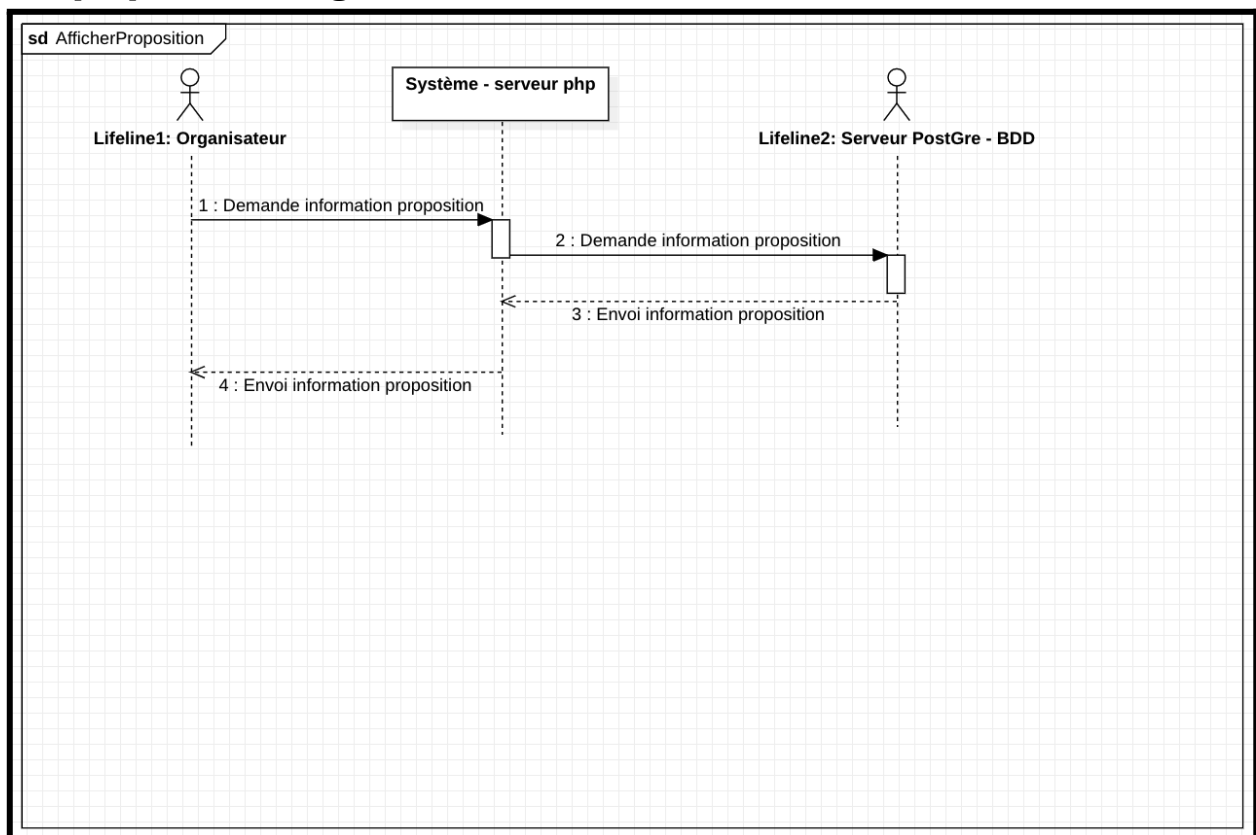 sd AfficherProposition
Système - serveur php
Lifeline1: Organisateur
Lifeline2: Serveur PostGre - BDD
1 : Demande information proposition
2 : Demande information proposition
3 : Envoi information proposition
4 : Envoi information proposition